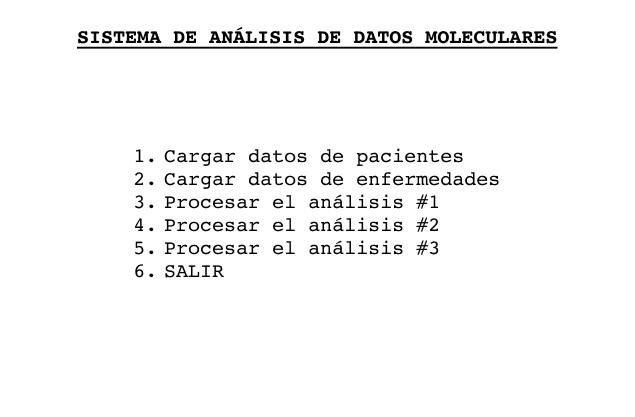 SISTEMA DE ANÁLISIS DE DATOS MOLECULARES
1. Cargar datos de pacientes
2. Cargar datos de enfermedades
3. Procesar el análisis #1
4. Procesar el análisis #2
5. Procesar el análisis #3
6. SALIR